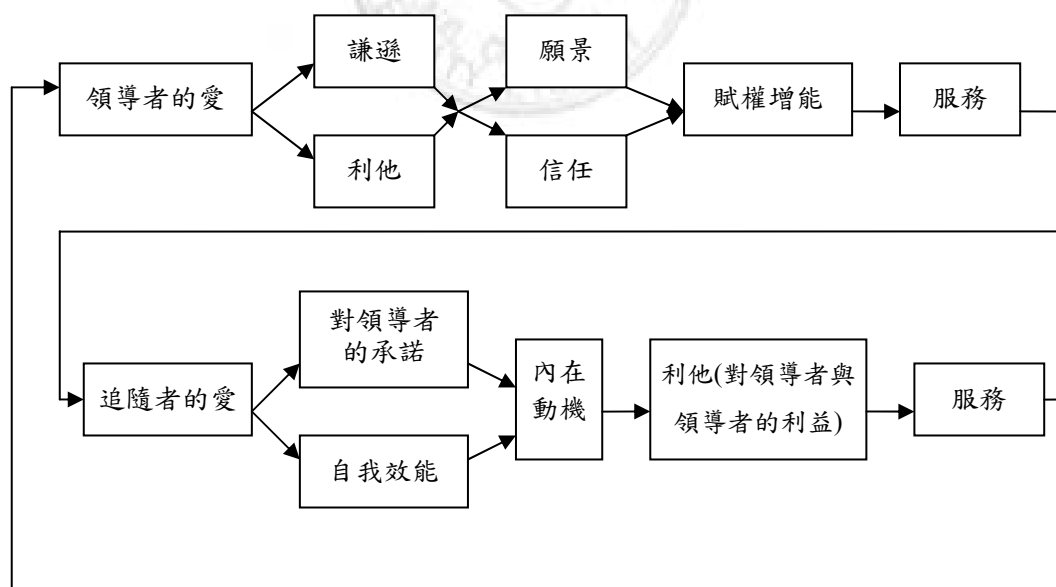 謙遜
願景
領導者的愛
賦權增能
服務
利他
信任
對領導者
的承諾
追隨者的愛
內在
動機
利他(對領導者與
領導者的利益)
服務
自我效能